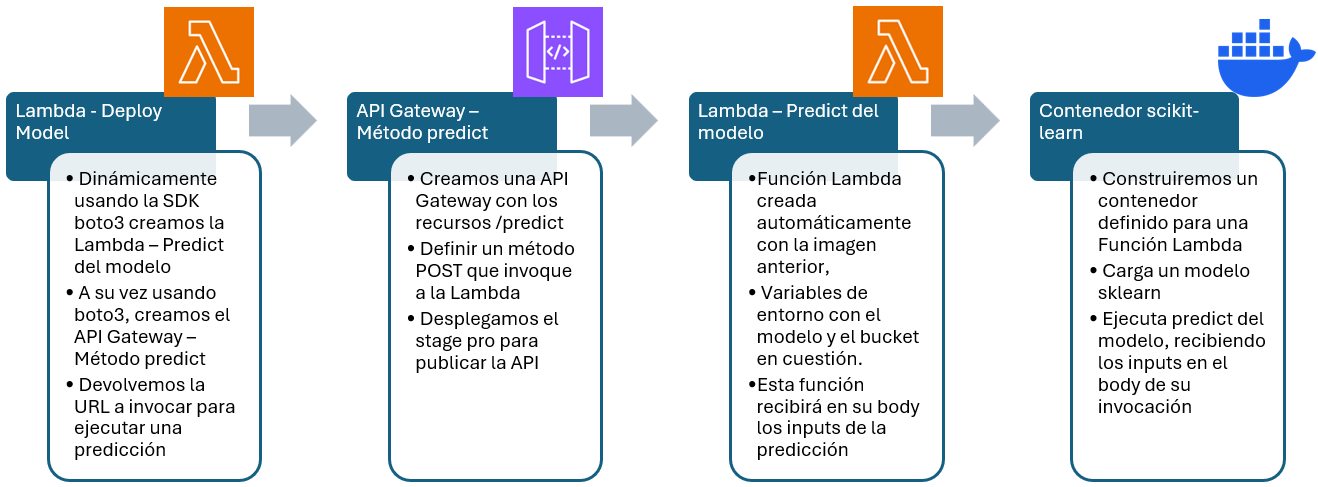 Lambda - Deploy
Model
• Dinámicamente
usando la SDK
boto3 creamos la
Lambda – Predict
del modelo
• A su vez usando
boto3, creamos el
API Gateway –
Método predict
• Devolvemos la
URL a invocar para
ejecutar una
predicción
API Gateway –
Método predict
• Creamos una API
Gateway con los
recursos /predict
• Definir un método
POST que invoque
a la Lambda
• Desplegamos el
stage pro para
publicar la API
Lambda – Predict del
modelo
•Función Lambda
creada
automáticamente
con la imagen
anterior,
• Variables de
entorno con el
modelo y el bucket
en cuestión.
•Esta función
recibirá en su body
los inputs de la
predicción
Contenedor scikit-
learn
• Construiremos un
contenedor
definido para una
Función Lambda
• Carga un modelo
sklearn
• Ejecuta predict del
modelo, recibiendo
los inputs en el
body de su
invocación